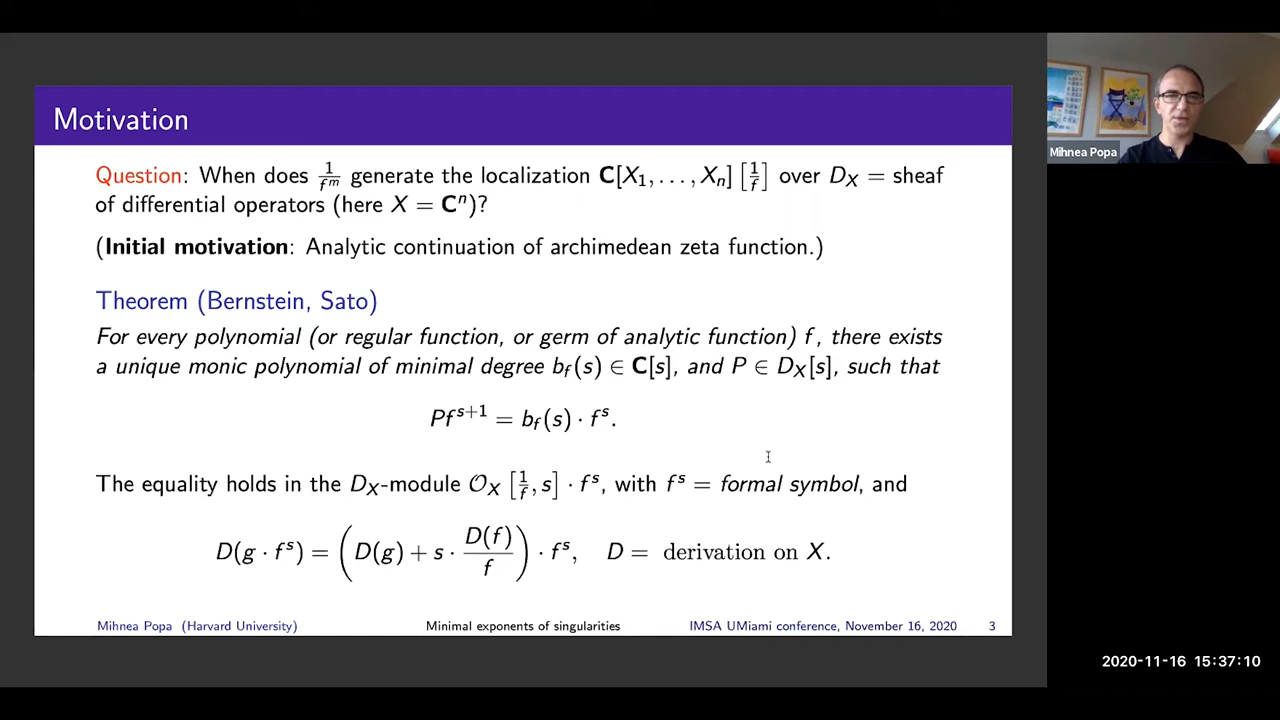 Motivation
Question: When does 1/f^m generate the localization C[X_1, . . . , X_n] [1/f] over D_X = sheaf
of differential operators (here X = C^n)?
(Initial motivation: Analytic continuation of archimedean zeta function.)
Theorem (Bernstein, Sato)
For every polynomial (or regular function, or germ of analytic function) f, there exists
a unique monic polynomial of minimal degree b_f(s) ∈ C[s], and P ∈ D_X[s], such that
Pf^{s+1} = b_f(s) · f^s.
The equality holds in the D_X-module O_X [1/f, s] · f^s, with f^s = formal symbol, and
D(g · f^s) = (D(g) + s · D(f)/f) · f^s, D = derivation on X.
Mihnea Popa (Harvard University) Minimal exponents of singularities IMSA UMiami conference, November 16, 2020 3
Mihnea Popa
2020-11-16 15:37:10